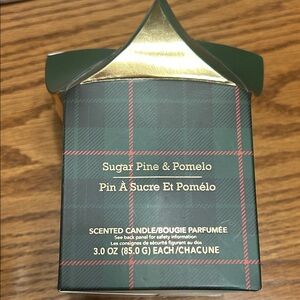 Sugar Pine & Pomelo
Pin À Sucre Et Pomélo
SCENTED CANDLE/BOUGIE PARFUMÉE
See back panel for safety information
Les consignes de sécurité figurant au dos
3.0 OZ (85.0 G) EACH/CHACUNE